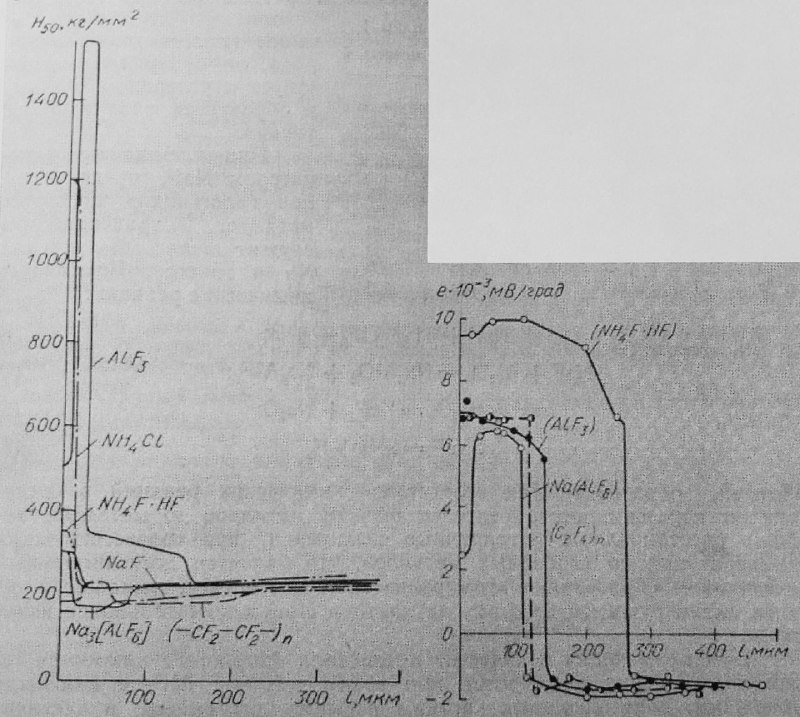 H₅₀, кг/мм²
1400
1200
1000
800
600
400
200
0
ALF₃
NH₄CL
NH₄F·HF
NaF
Na₃[ALF₆] (—CF₂—CF₂—)ₙ
100 200 300 l, мкм
e·10⁻³, мВ/град
10
8
6
4
2
0
−2
(NH₄F·HF)
(ALF₃)
Na(ALF₆)
(C₂F₄)ₙ
100 200 300 400 l, мкм